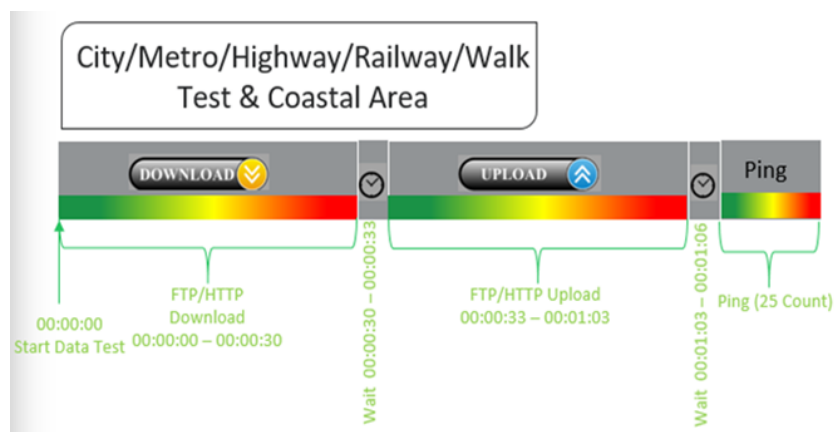 City/Metro/Highway/Railway/Walk
Test & Coastal Area
DOWNLOAD
UPLOAD
Ping
00:00:00
Start Data Test
FTP/HTTP
Download
00:00:00 – 00:00:30
Wait 00:00:30 – 00:00:33
FTP/HTTP Upload
00:00:33 – 00:01:03
Wait 00:01:03 – 00:01:06
Ping (25 Count)